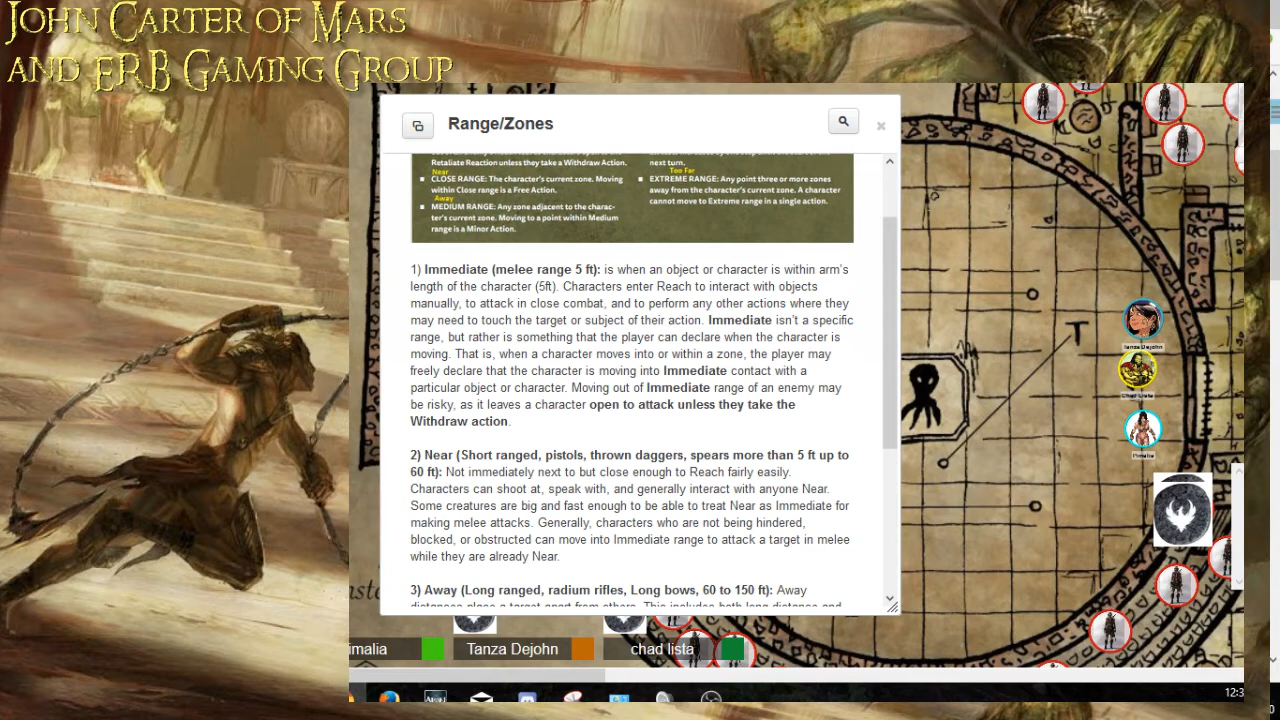 John Carter of Mars
and ERB Gaming Group
Range/Zones
Retaliate Reaction unless they take a Withdraw Action.
Near
■ CLOSE RANGE: The character's current zone. Moving
within Close range is a Free Action.
Away
■ MEDIUM RANGE: Any zone adjacent to the charac-
ter's current zone. Moving to a point within Medium
range is a Minor Action.
next turn.
Too Far
■ EXTREME RANGE: Any point three or more zones
away from the character's current zone. A character
cannot move to Extreme range in a single action.
1) Immediate (melee range 5 ft): is when an object or character is within arm's
length of the character (5ft). Characters enter Reach to interact with objects
manually, to attack in close combat, and to perform any other actions where they
may need to touch the target or subject of their action. Immediate isn't a specific
range, but rather is something that the player can declare when the character is
moving. That is, when a character moves into or within a zone, the player may
freely declare that the character is moving into Immediate contact with a
particular object or character. Moving out of Immediate range of an enemy may
be risky, as it leaves a character open to attack unless they take the
Withdraw action.
2) Near (Short ranged, pistols, thrown daggers, spears more than 5 ft up to
60 ft): Not immediately next to but close enough to Reach fairly easily.
Characters can shoot at, speak with, and generally interact with anyone Near.
Some creatures are big and fast enough to be able to treat Near as Immediate for
making melee attacks. Generally, characters who are not being hindered,
blocked, or obstructed can move into Immediate range to attack a target in melee
while they are already Near.
3) Away (Long ranged, radium rifles, Long bows, 60 to 150 ft): Away
T
Tanza Dejohn
Chad Lista
Pimalia
imalia
Tanza Dejohn
chad lista
12:3